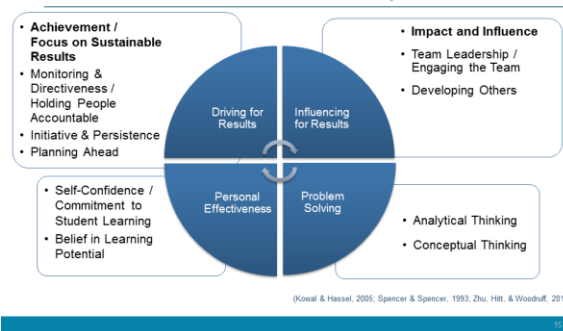 • Achievement /
Focus on Sustainable
Results
• Monitoring &
Directiveness /
Holding People
Accountable
• Initiative & Persistence
• Planning Ahead
• Impact and Influence
• Team Leadership /
Engaging the Team
• Developing Others
Driving for
Results
Influencing
for Results
Personal
Effectiveness
Problem
Solving
• Self-Confidence /
Commitment to
Student Learning
• Belief in Learning
Potential
• Analytical Thinking
• Conceptual Thinking
(Kowal & Hassel, 2005; Spencer & Spencer, 1993; Zhu, Hitt, & Woodruff,